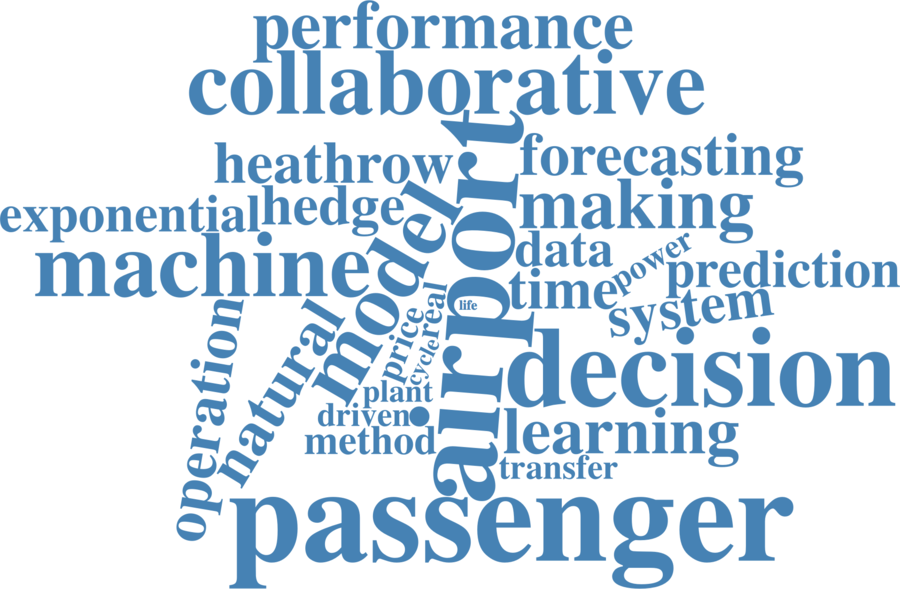 performance
collaborative
heathrow
forecasting
exponential
hedge
model
airport
making
machine
data
power
prediction
time
system
life
real
price
cycle
operation
natural
plant
driven
method
decision
learning
transfer
passenger